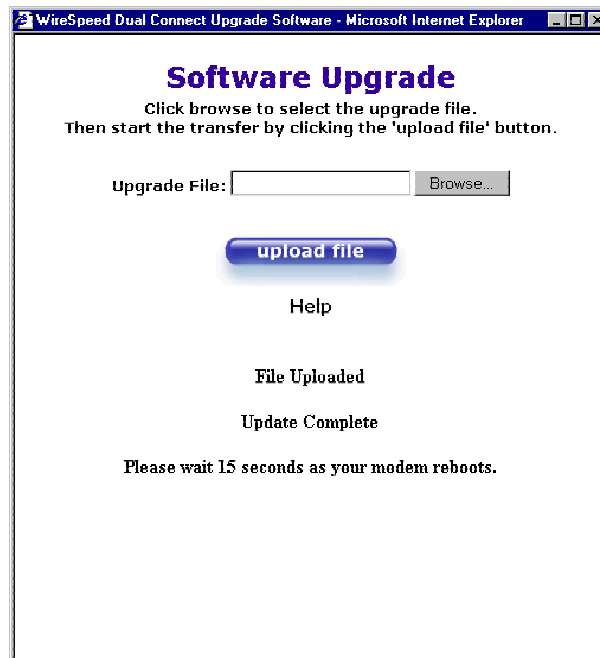 WireSpeed Dual Connect Upgrade Software - Microsoft Internet Explorer
Software Upgrade
Click browse to select the upgrade file.
Then start the transfer by clicking the 'upload file' button.
Upgrade File: Browse...
upload file
Help
File Uploaded
Update Complete
Please wait 15 seconds as your modem reboots.